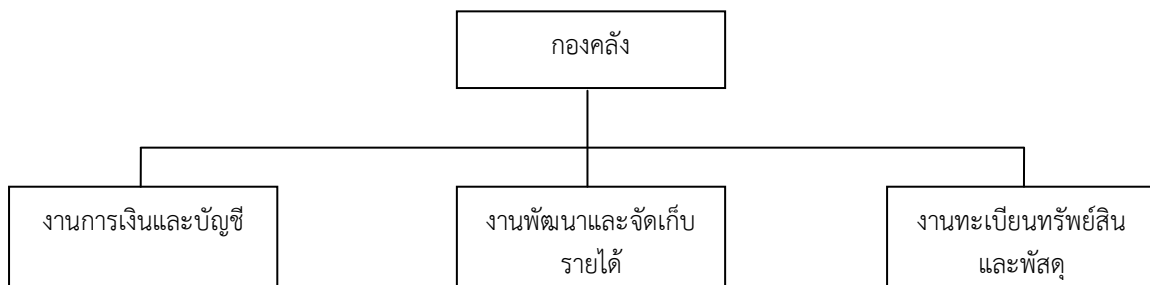 กองคลัง
งานการเงินและบัญชี
งานพัฒนาและจัดเก็บ
รายได้
งานทะเบียนทรัพย์สิน
และพัสดุ